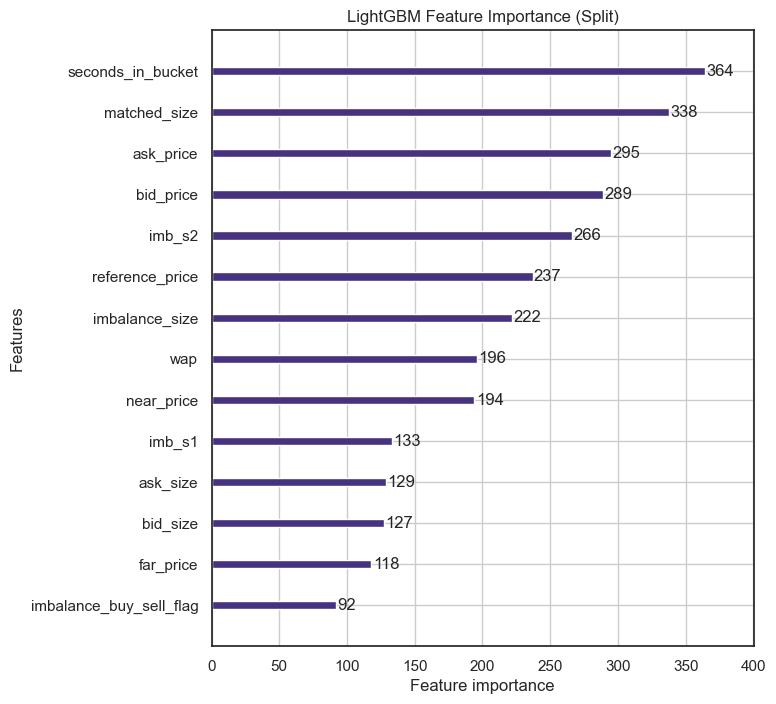 LightGBM Feature Importance (Split)
Features
seconds_in_bucket 364
matched_size 338
ask_price 295
bid_price 289
imb_s2 266
reference_price 237
imbalance_size 222
wap 196
near_price 194
imb_s1 133
ask_size 129
bid_size 127
far_price 118
imbalance_buy_sell_flag 92
0 50 100 150 200 250 300 350 400
Feature importance